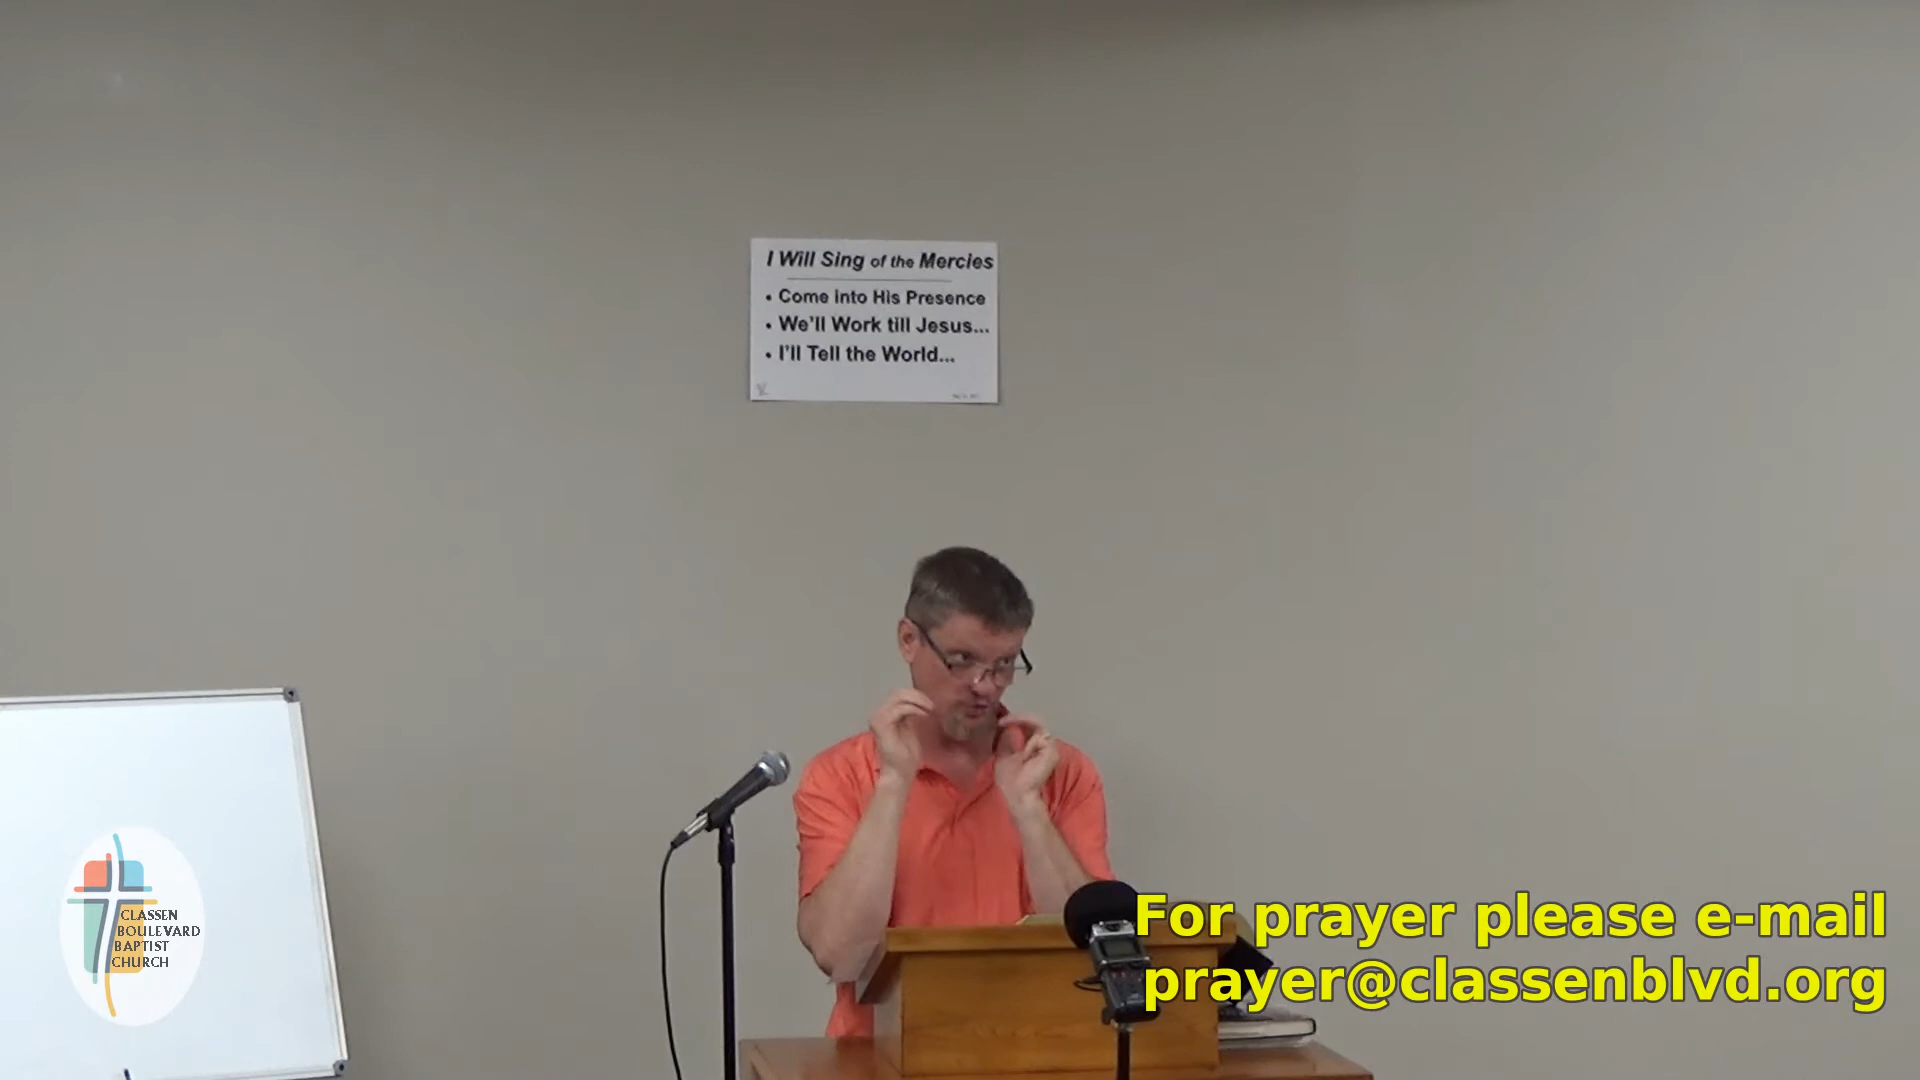 I Will Sing of the Mercies
• Come into His Presence
• We'll Work till Jesus...
• I'll Tell the World...
CLASSEN
BOULEVARD
BAPTIST
CHURCH
For prayer please e-mail
prayer@classenblvd.org